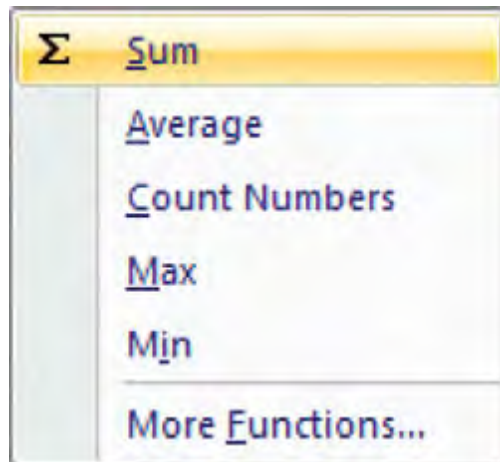 Σ Sum
Average
Count Numbers
Max
Min
More Functions...